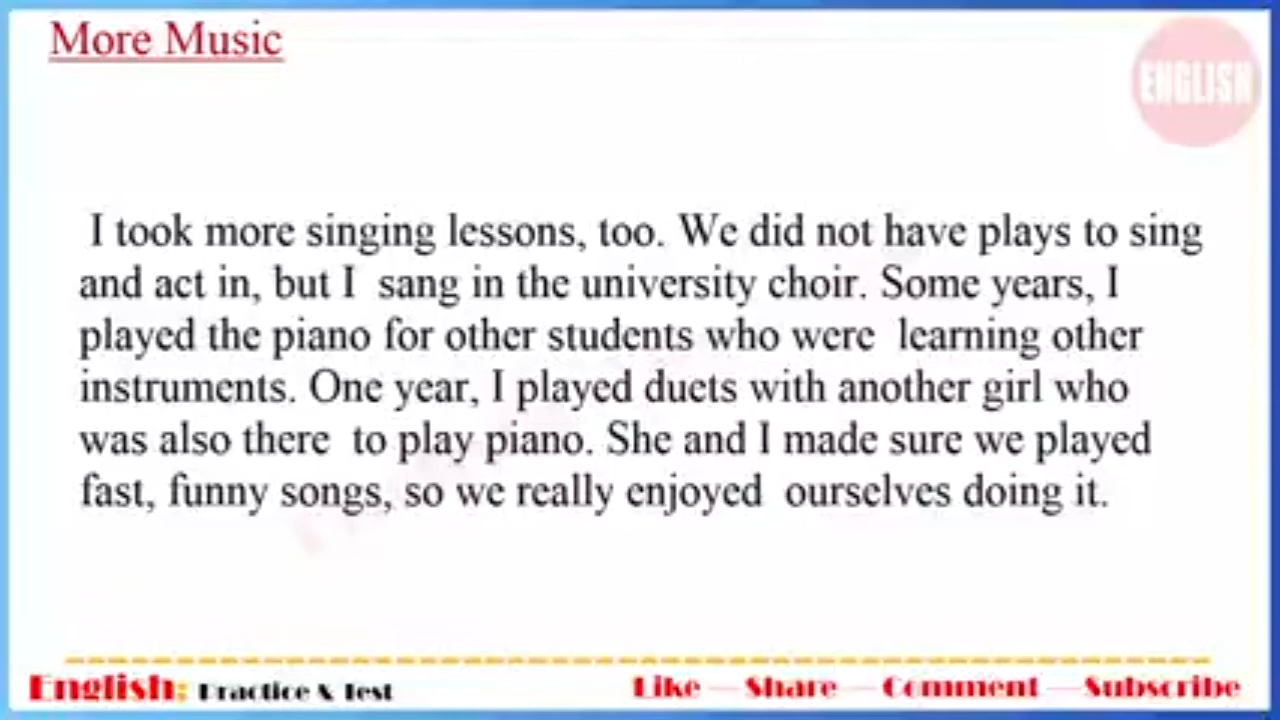 More Music
ENGLISH
I took more singing lessons, too. We did not have plays to sing
and act in, but I sang in the university choir. Some years, I
played the piano for other students who were learning other
instruments. One year, I played duets with another girl who
was also there to play piano. She and I made sure we played
fast, funny songs, so we really enjoyed ourselves doing it.
English: Practice & Test
Like — Share — Comment — Subscribe